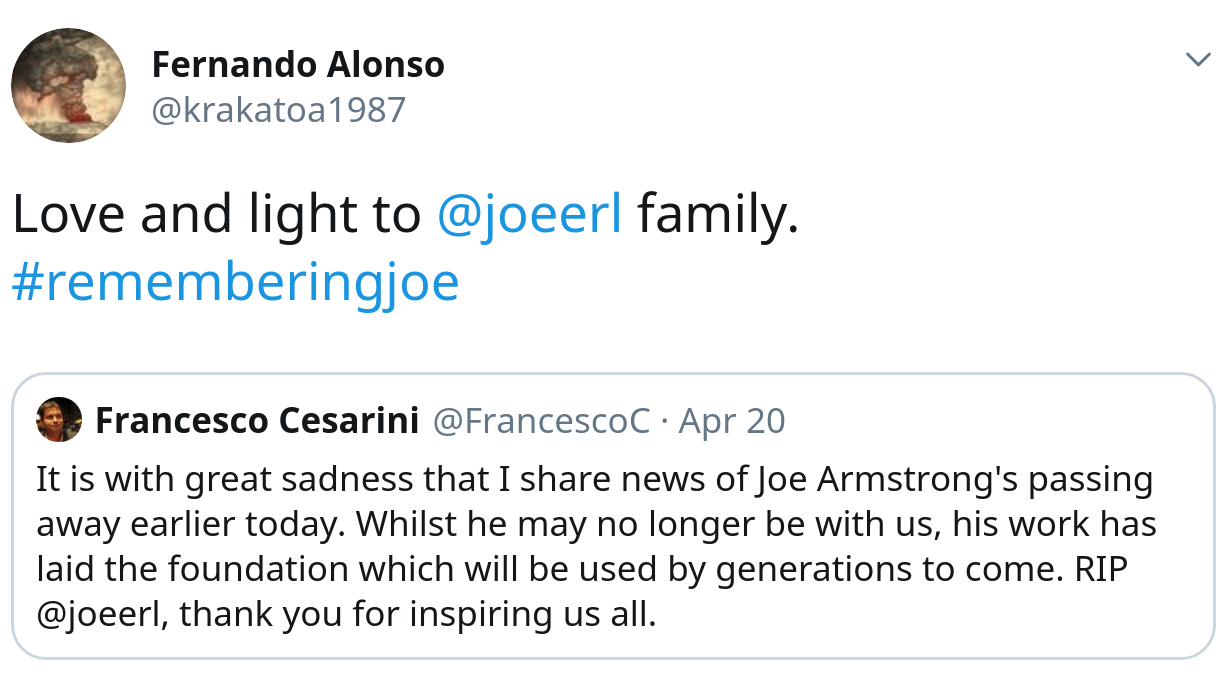 Fernando Alonso
@krakatoa1987
Love and light to @joeerl family.
#rememberingjoe
Francesco Cesarini @FrancescoC · Apr 20
It is with great sadness that I share news of Joe Armstrong's passing
away earlier today. Whilst he may no longer be with us, his work has
laid the foundation which will be used by generations to come. RIP
@joeerl, thank you for inspiring us all.